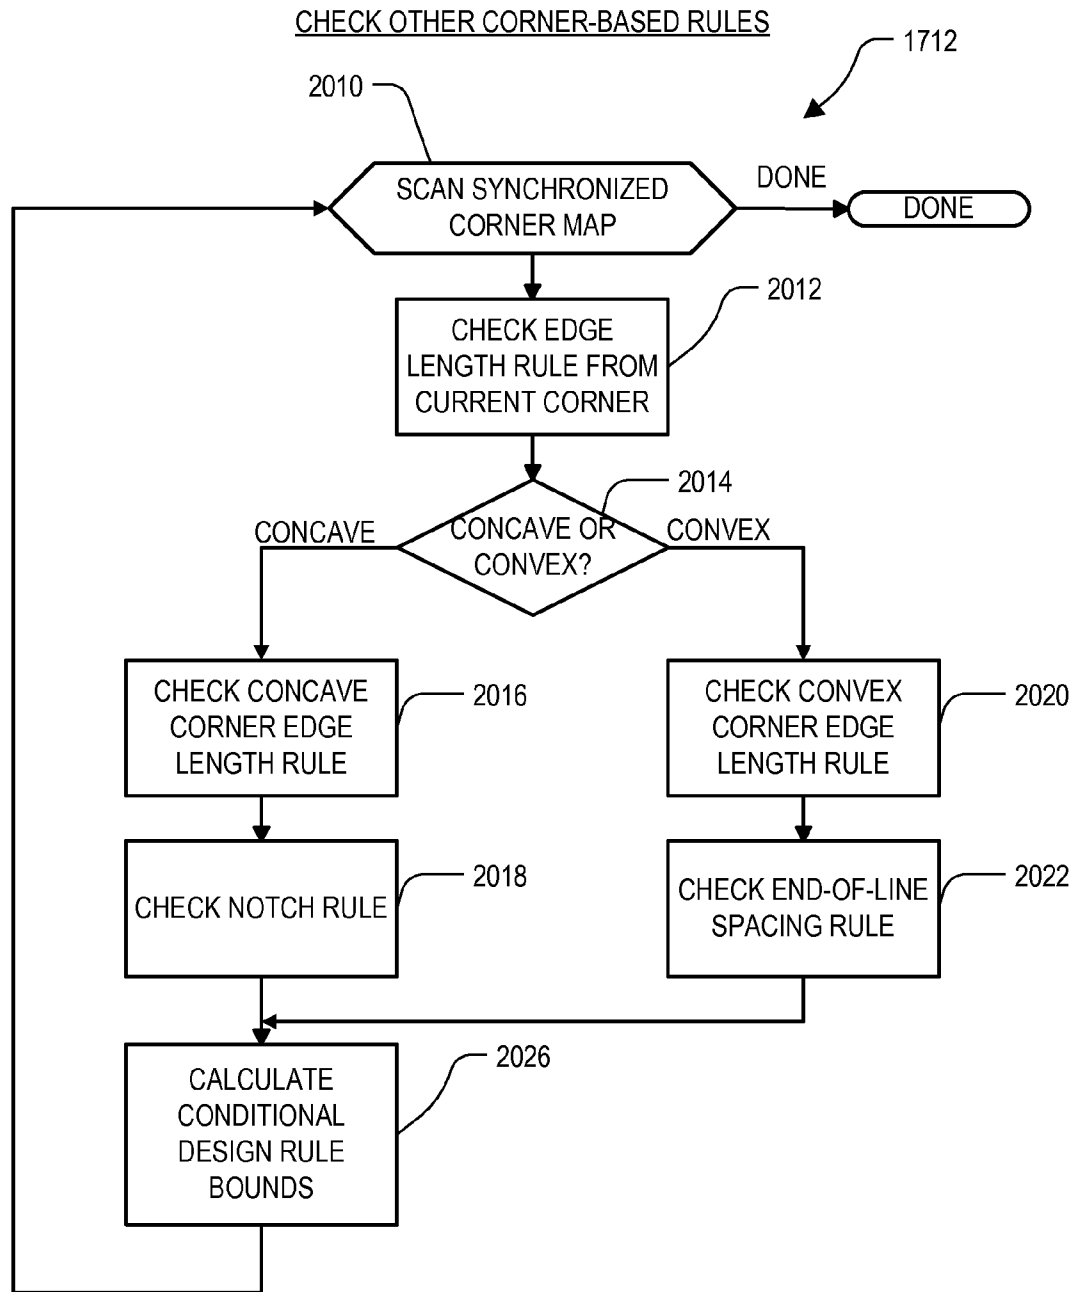 CHECK OTHER CORNER-BASED RULES
1712
2010
SCAN SYNCHRONIZED
CORNER MAP
DONE
DONE
2012
CHECK EDGE
LENGTH RULE FROM
CURRENT CORNER
2014
CONCAVE
CONCAVE OR
CONVEX?
CONVEX
CHECK CONCAVE
CORNER EDGE
LENGTH RULE
2016
CHECK CONVEX
CORNER EDGE
LENGTH RULE
2020
CHECK NOTCH RULE
2018
CHECK END-OF-LINE
SPACING RULE
2022
CALCULATE
CONDITIONAL
DESIGN RULE
BOUNDS
2026